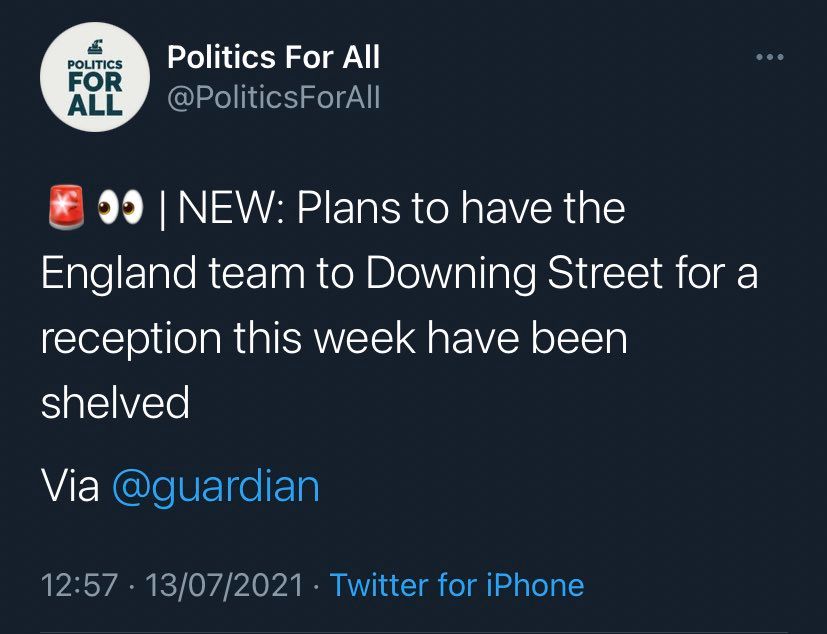 POLITICS
FOR
ALL
Politics For All
@PoliticsForAlI
🚨👀 | NEW: Plans to have the
England team to Downing Street for a
reception this week have been
shelved
Via @guardian
12:57 · 13/07/2021 · Twitter for iPhone